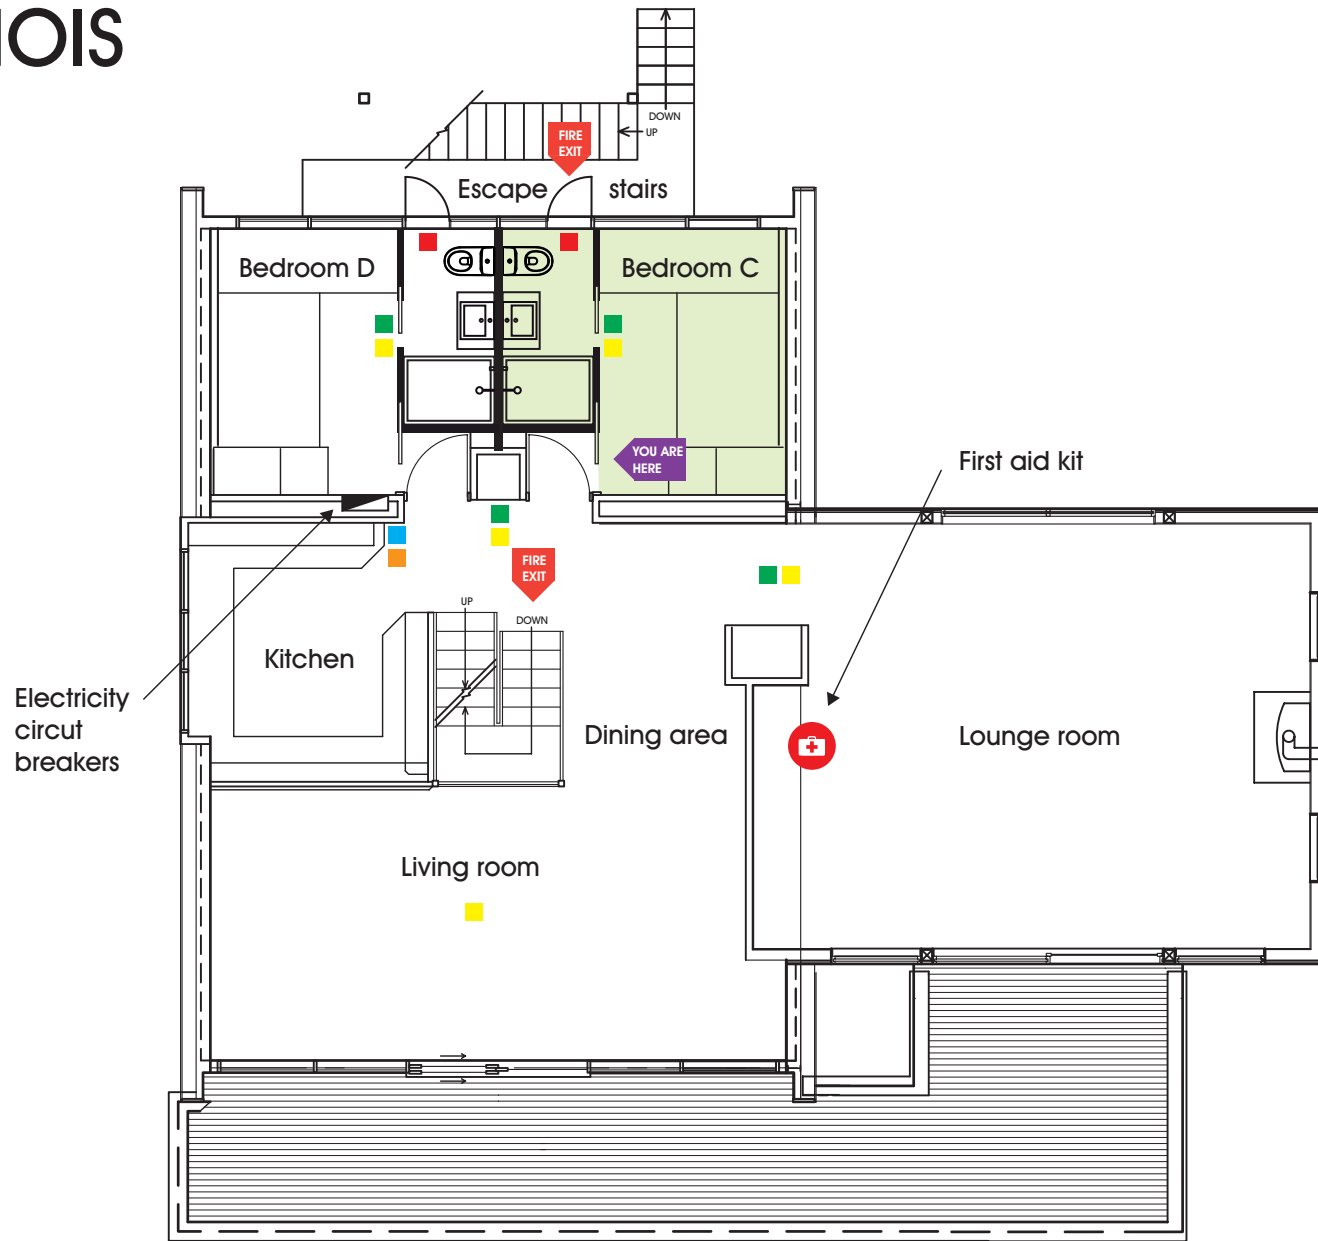 NOIS
DOWN
UP
FIRE
EXIT
Escape stairs
Bedroom D
Bedroom C
YOU ARE
HERE
First aid kit
FIRE
EXIT
UP
DOWN
Kitchen
Electricity
circut
breakers
Dining area
Lounge room
Living room